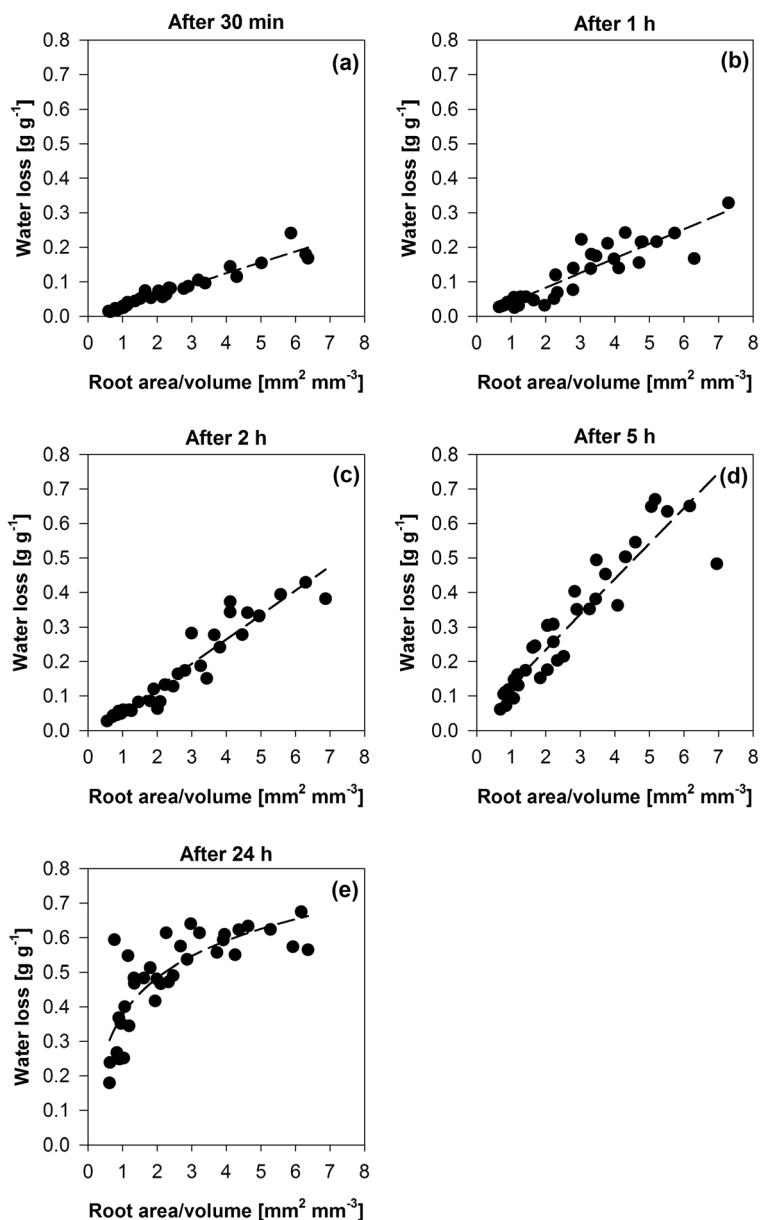 After 30 min
(a)
0.8
0.7
0.6
0.5
0.4
0.3
0.2
0.1
0.0
Water loss [g g⁻¹]
0 1 2 3 4 5 6 7 8
Root area/volume [mm² mm⁻³]
After 1 h
(b)
0.8
0.7
0.6
0.5
0.4
0.3
0.2
0.1
0.0
Water loss [g g⁻¹]
0 1 2 3 4 5 6 7 8
Root area/volume [mm² mm⁻³]
After 2 h
(c)
0.8
0.7
0.6
0.5
0.4
0.3
0.2
0.1
0.0
Water loss [g g⁻¹]
0 1 2 3 4 5 6 7 8
Root area/volume [mm² mm⁻³]
After 5 h
(d)
0.8
0.7
0.6
0.5
0.4
0.3
0.2
0.1
0.0
Water loss [g g⁻¹]
0 1 2 3 4 5 6 7 8
Root area/volume [mm² mm⁻³]
After 24 h
(e)
0.8
0.7
0.6
0.5
0.4
0.3
0.2
0.1
0.0
Water loss [g g⁻¹]
0 1 2 3 4 5 6 7 8
Root area/volume [mm² mm⁻³]